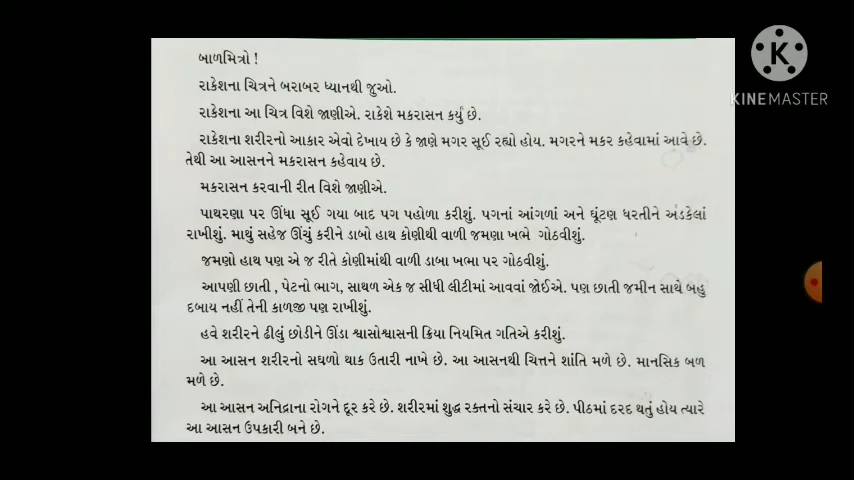 બાળમિત્રો !
રાકેશના ચિત્રને બરાબર ધ્યાનથી જુઓ.
રાકેશના આ ચિત્ર વિશે જાણીએ. રાકેશે મકરાસન કર્યું છે.
રાકેશના શરીરનો આકાર એવો દેખાય છે કે જાણે મગર સૂઈ રહ્યો હોય. મગરને મકર કહેવામાં આવે છે.
તેથી આ આસનને મકરાસન કહેવાય છે.
મકરાસન કરવાની રીત વિશે જાણીએ.
પાથરણા પર ઊંધા સૂઈ ગયા બાદ પગ પહોળા કરીશું. પગનાં આંગળાં અને ઘૂંટણ ધરતીને અડકેલાં
રાખીશું. માથું સહેજ ઊંચું કરીને ડાબો હાથ કોણીથી વાળી જમણા ખભે ગોઠવીશું.
જમણો હાથ પણ એ જ રીતે કોણીમાંથી વાળી ડાબા ખભા પર ગોઠવીશું.
આપણી છાતી , પેટનો ભાગ, સાથળ એક જ સીધી લીટીમાં આવવાં જોઈએ. પણ છાતી જમીન સાથે બહુ
દબાય નહીં તેની કાળજી પણ રાખીશું.
હવે શરીરને ઢીલું છોડીને ઊંડા શ્વાસોશ્વાસની ક્રિયા નિયમિત ગતિએ કરીશું.
આ આસન શરીરનો સઘળો થાક ઉતારી નાખે છે. આ આસનથી ચિત્તને શાંતિ મળે છે. માનસિક બળ
મળે છે.
આ આસન અનિદ્રાના રોગને દૂર કરે છે. શરીરમાં શુદ્ધ રક્તનો સંચાર કરે છે. પીઠમાં દરદ થતું હોય ત્યારે
આ આસન ઉપકારી બને છે.
K
KINEMASTER